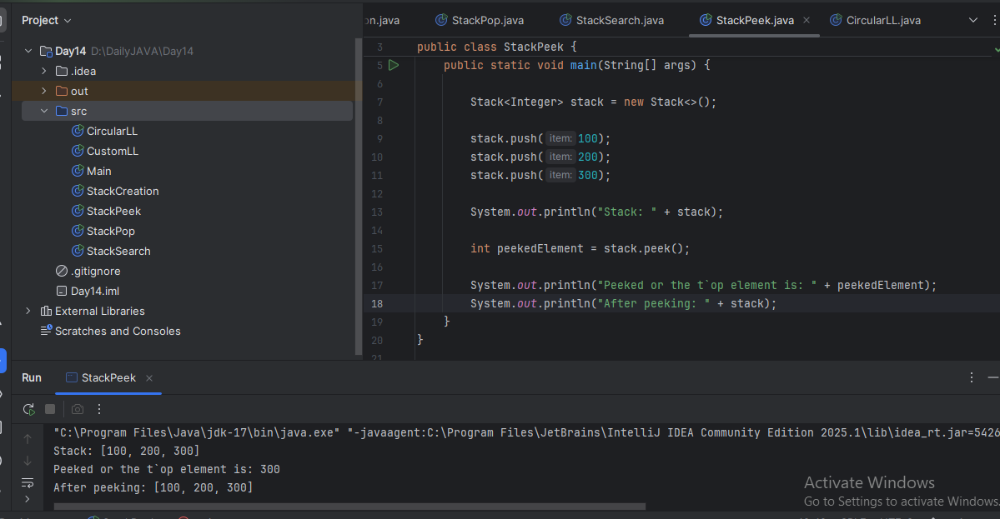 Project
on.java StackPop.java StackSearch.java StackPeek.java CircularLL.java
Day14 D:\DailyJAVA\Day14
.idea
out
src
CircularLL
CustomLL
Main
StackCreation
StackPeek
StackPop
StackSearch
.gitignore
Day14.iml
External Libraries
Scratches and Consoles
3 public class StackPeek {
5 public static void main(String[] args) {
6
7 Stack<Integer> stack = new Stack<>();
8
9 stack.push( item: 100);
10 stack.push( item: 200);
11 stack.push( item: 300);
12
13 System.out.println("Stack: " + stack);
14
15 int peekedElement = stack.peek();
16
17 System.out.println("Peeked or the t`op element is: " + peekedElement);
18 System.out.println("After peeking: " + stack);
19 }
20 }
21
Run StackPeek
"C:\Program Files\Java\jdk-17\bin\java.exe" "-javaagent:C:\Program Files\JetBrains\IntelliJ IDEA Community Edition 2025.1\lib\idea_rt.jar=5426
Stack: [100, 200, 300]
Peeked or the t`op element is: 300
After peeking: [100, 200, 300]
Activate Windows
Go to Settings to activate Windows.